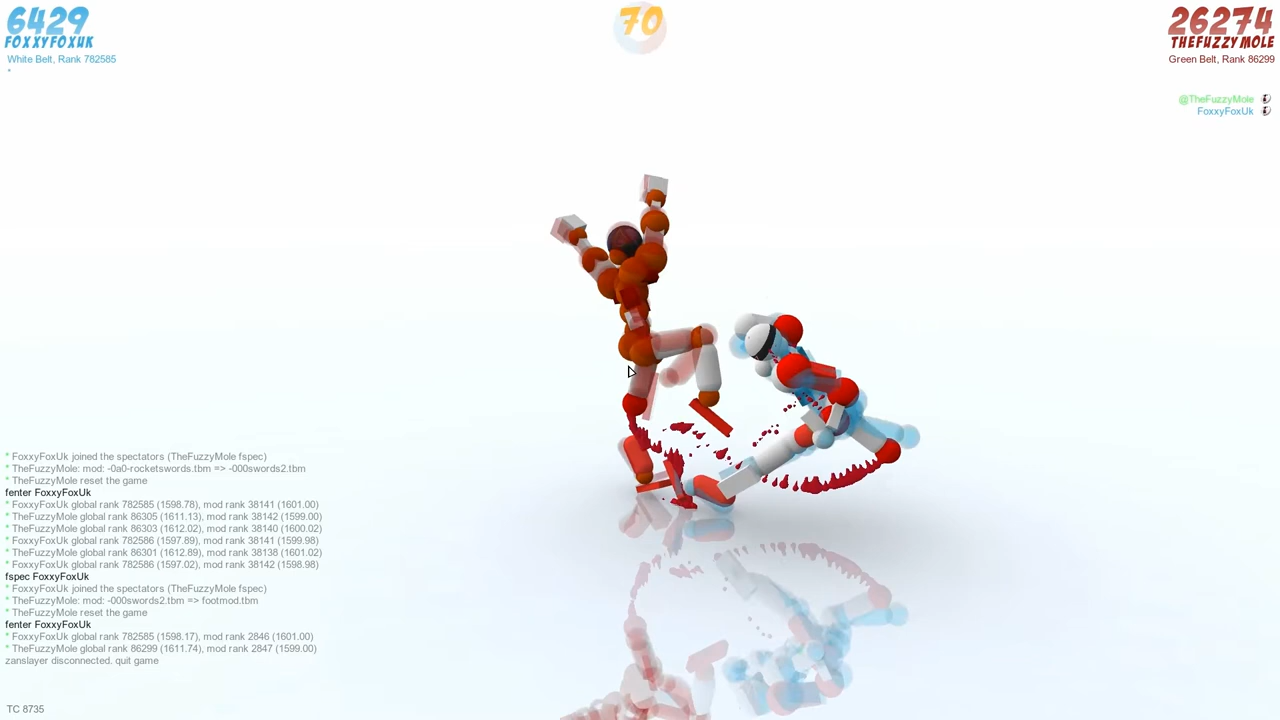 6429
FOXXYFOXUK
White Belt, Rank 782585
*
70
26274
THEFUZZYMOLE
Green Belt, Rank 86299
@TheFuzzyMole
FoxxyFoxUk
* FoxxyFoxUk joined the spectators (TheFuzzyMole fspec)
* TheFuzzyMole: mod: -0a0-rocketswords.tbm => -000swords2.tbm
* TheFuzzyMole reset the game
fenter FoxxyFoxUk
* FoxxyFoxUk global rank 782585 (1598.78), mod rank 38141 (1601.00)
* TheFuzzyMole global rank 86305 (1611.13), mod rank 38142 (1599.00)
* TheFuzzyMole global rank 86303 (1612.02), mod rank 38140 (1600.02)
* FoxxyFoxUk global rank 782586 (1597.89), mod rank 38141 (1599.98)
* TheFuzzyMole global rank 86301 (1612.89), mod rank 38138 (1601.02)
* FoxxyFoxUk global rank 782586 (1597.02), mod rank 38142 (1598.98)
fspec FoxxyFoxUk
* FoxxyFoxUk joined the spectators (TheFuzzyMole fspec)
* TheFuzzyMole: mod: -000swords2.tbm => footmod.tbm
* TheFuzzyMole reset the game
fenter FoxxyFoxUk
* FoxxyFoxUk global rank 782585 (1598.17), mod rank 2846 (1601.00)
* TheFuzzyMole global rank 86299 (1611.74), mod rank 2847 (1599.00)
zanslayer disconnected. quit game
TC 8735